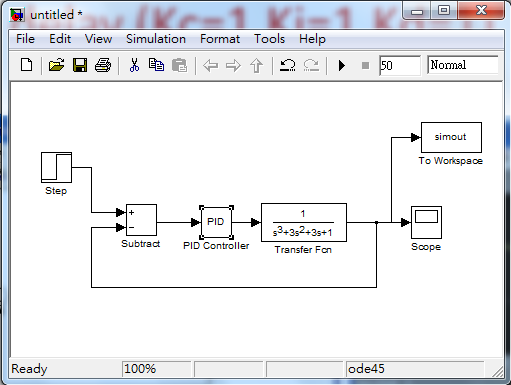 untitled *
File Edit View Simulation Format Tools Help
50 Normal
simout
To Workspace
Step
+
−
Subtract
PID
PID Controller
1
s³+3s²+3s+1
Transfer Fcn
Scope
Ready 100% ode45